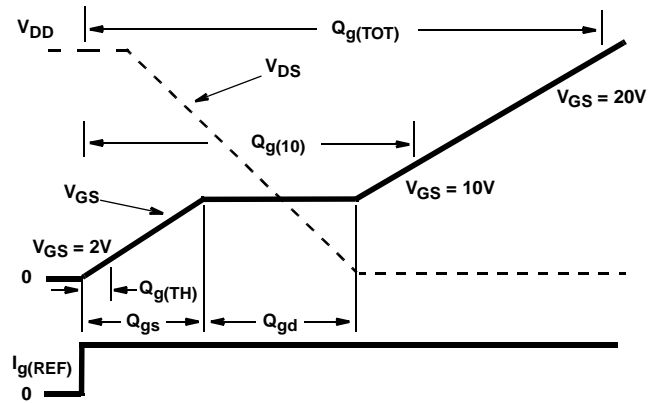 V_DD
Q_g(TOT)
V_DS
V_GS = 20V
Q_g(10)
V_GS
V_GS = 10V
V_GS = 2V
0
Q_g(TH)
Q_gs
Q_gd
I_g(REF)
0